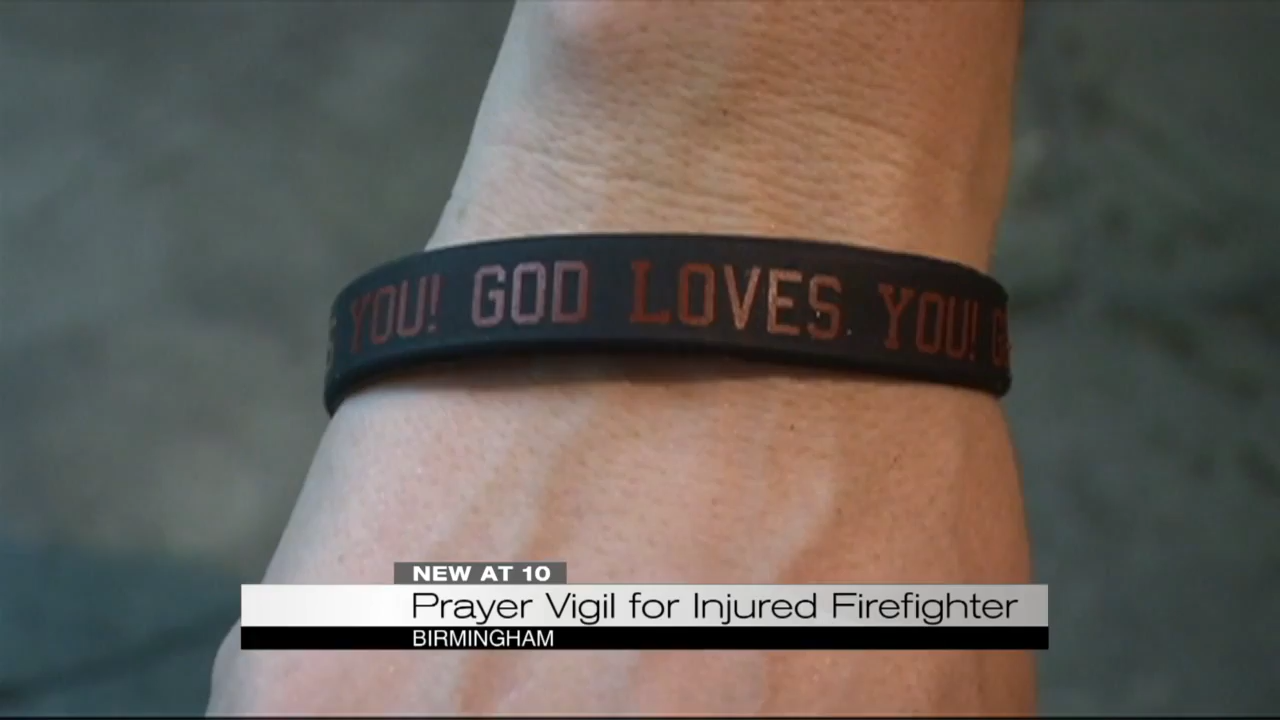 YOU! GOD LOVES YOU!
NEW AT 10
Prayer Vigil for Injured Firefighter
BIRMINGHAM